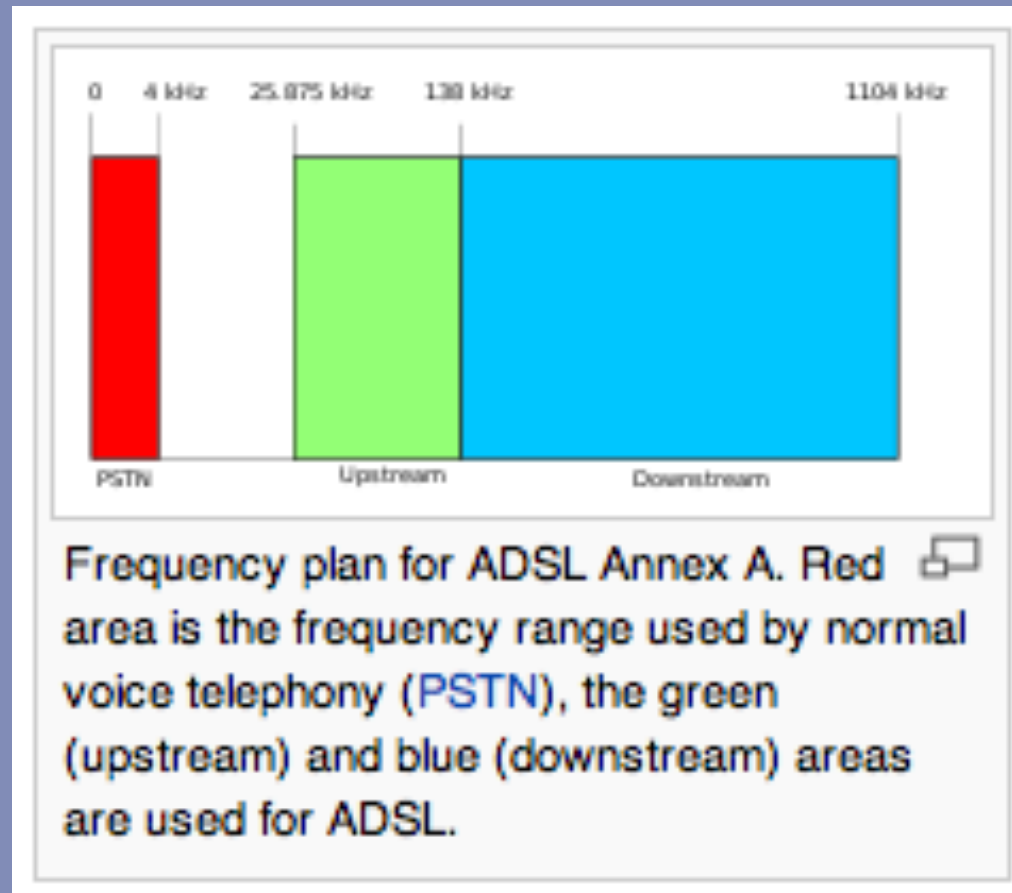 0 4 kHz 25.875 kHz 138 kHz 1104 kHz
PSTN Upstream Downstream
Frequency plan for ADSL Annex A. Red
area is the frequency range used by normal
voice telephony (PSTN), the green
(upstream) and blue (downstream) areas
are used for ADSL.